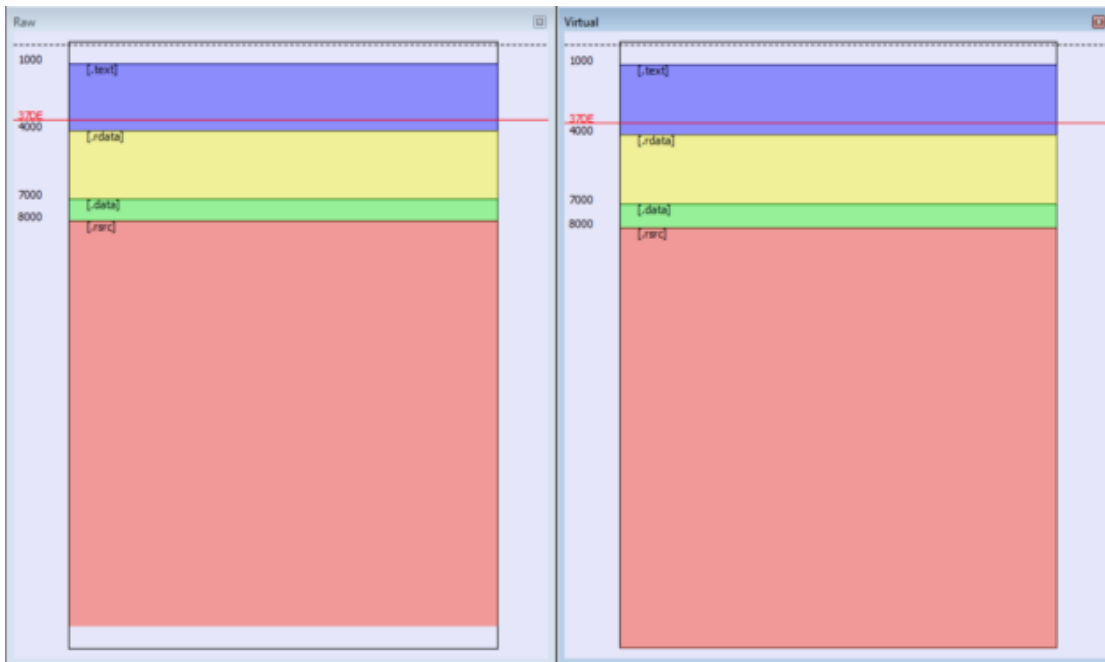 Raw
1000
[.text]
37DE
4000
[.rdata]
7000
[.data]
8000
[.rsrc]
Virtual
1000
[.text]
37DE
4000
[.rdata]
7000
[.data]
8000
[.rsrc]